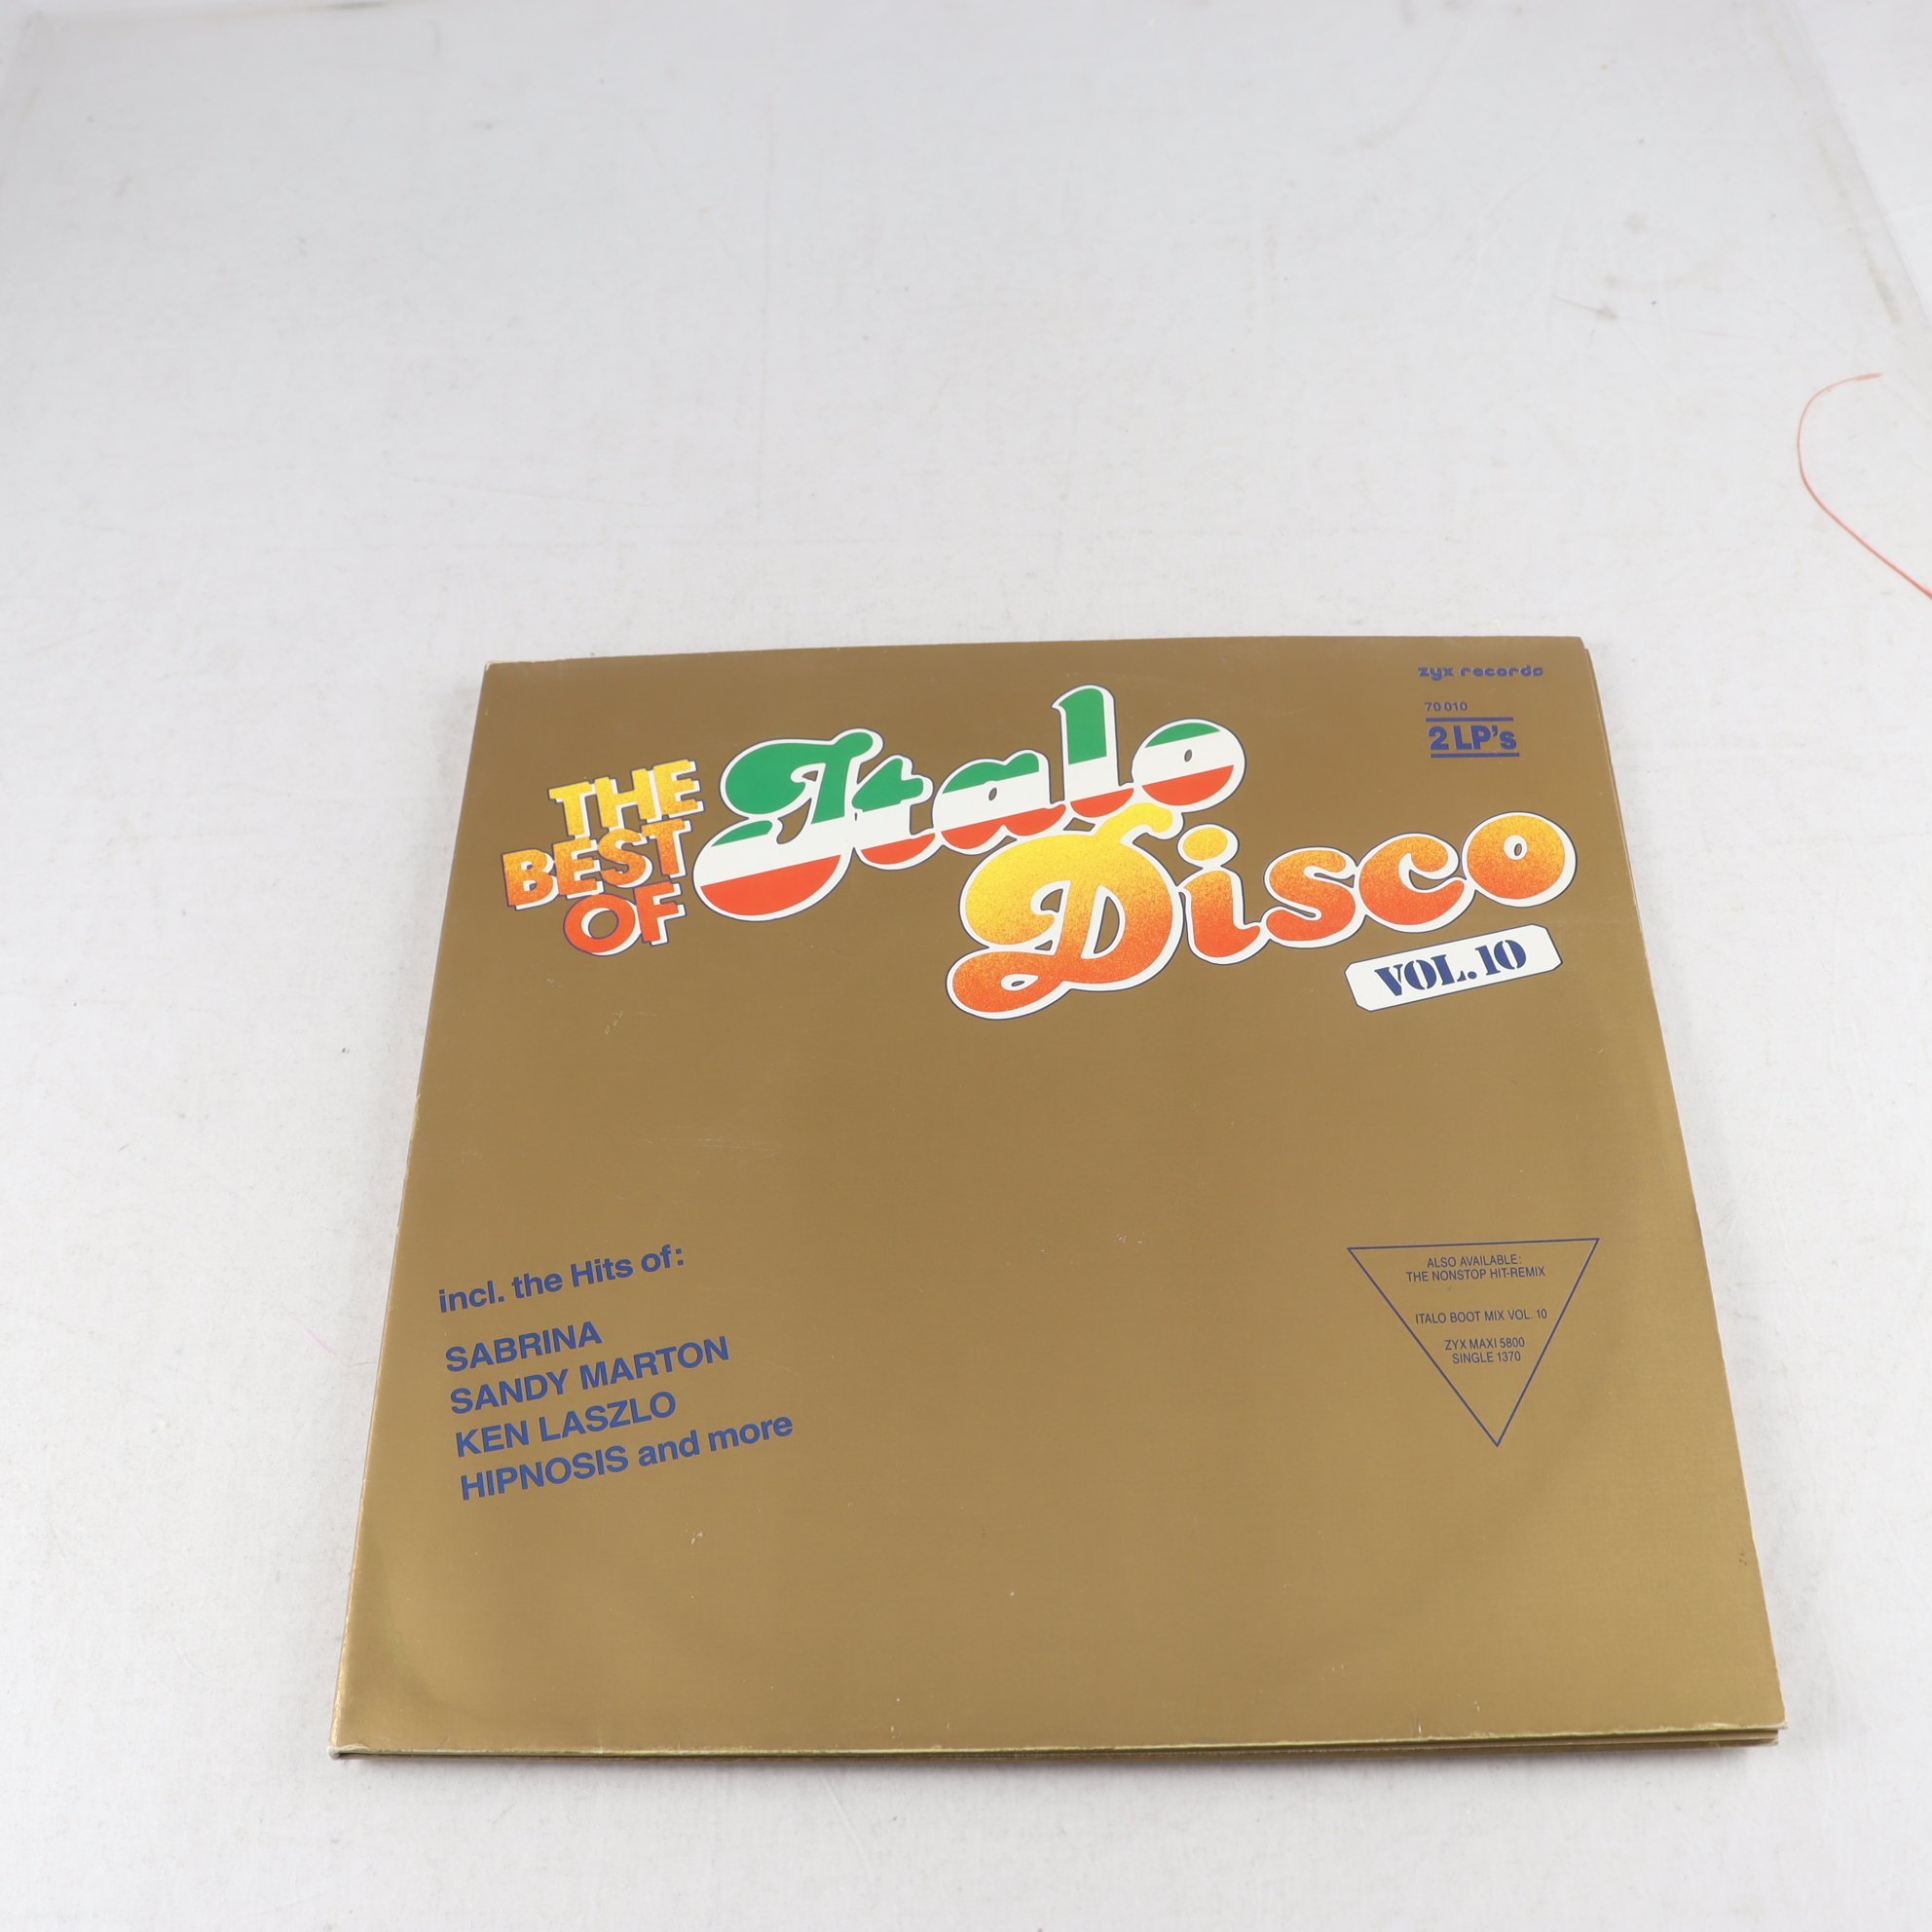 zyx records
70 010
2 LP's
THE
BEST
OF
Italo
Disco
VOL. 10
incl. the Hits of:
SABRINA
SANDY MARTON
KEN LASZLO
HIPNOSIS and more
ALSO AVAILABLE:
THE NONSTOP HIT-REMIX
ITALO BOOT MIX VOL. 10
ZYX MAXI 5800
SINGLE 1370